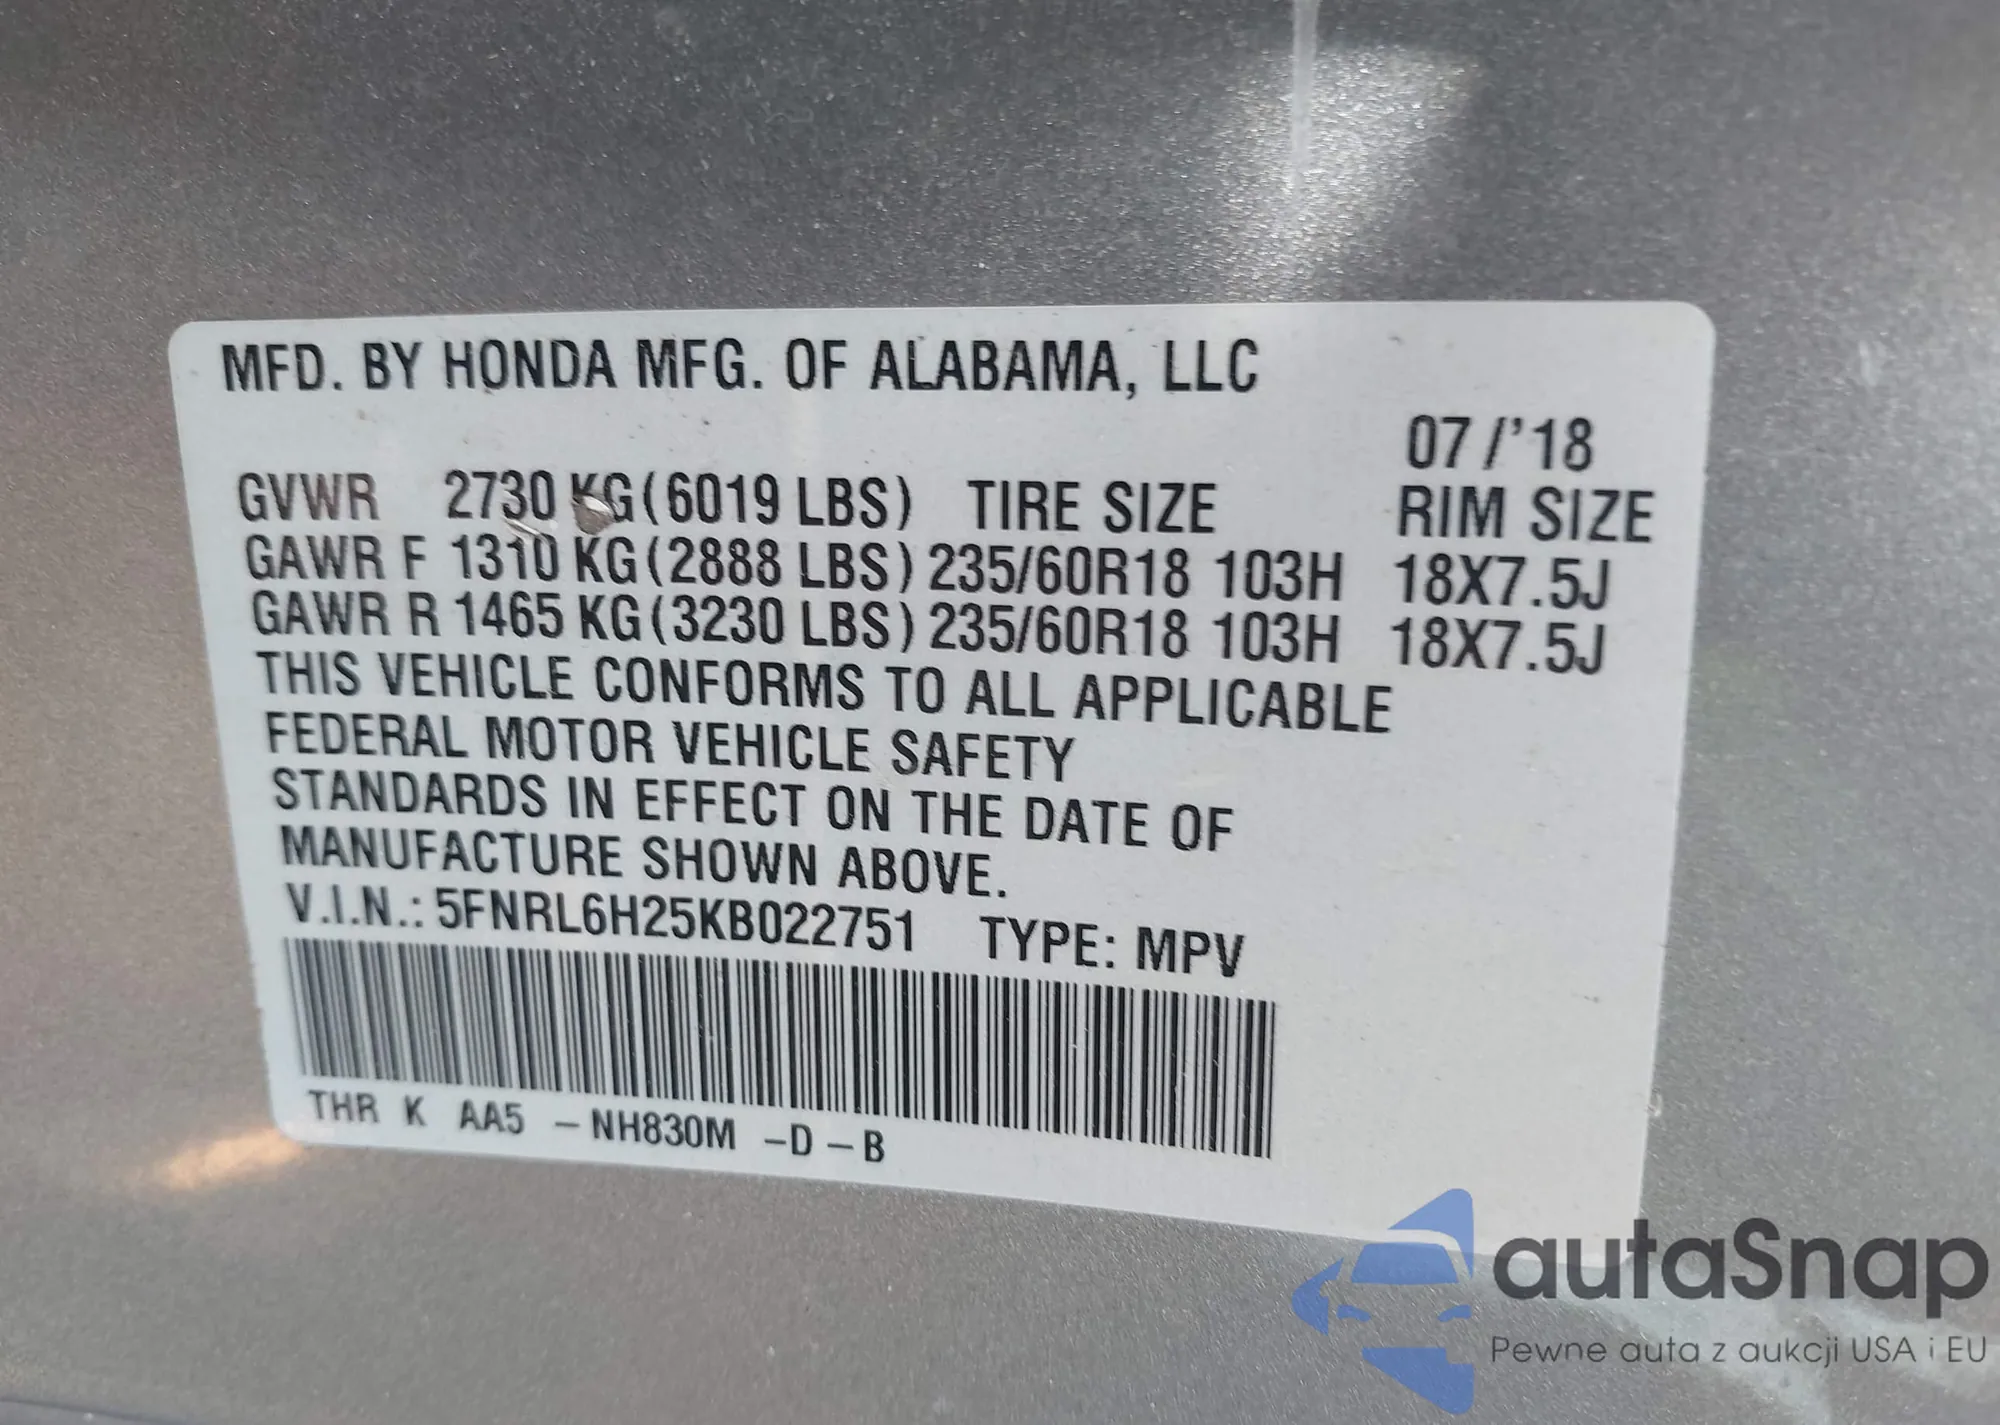 MFD. BY HONDA MFG. OF ALABAMA, LLC
07/'18
GVWR 2730 KG(6019 LBS) TIRE SIZE RIM SIZE
GAWR F 1310 KG(2888 LBS) 235/60R18 103H 18X7.5J
GAWR R 1465 KG(3230 LBS) 235/60R18 103H 18X7.5J
THIS VEHICLE CONFORMS TO ALL APPLICABLE
FEDERAL MOTOR VEHICLE SAFETY
STANDARDS IN EFFECT ON THE DATE OF
MANUFACTURE SHOWN ABOVE.
V.I.N.: 5FNRL6H25KB022751 TYPE: MPV
THR K AA5 -NH830M -D -B
autaSnap
Pewne auta z aukcji USA i EU